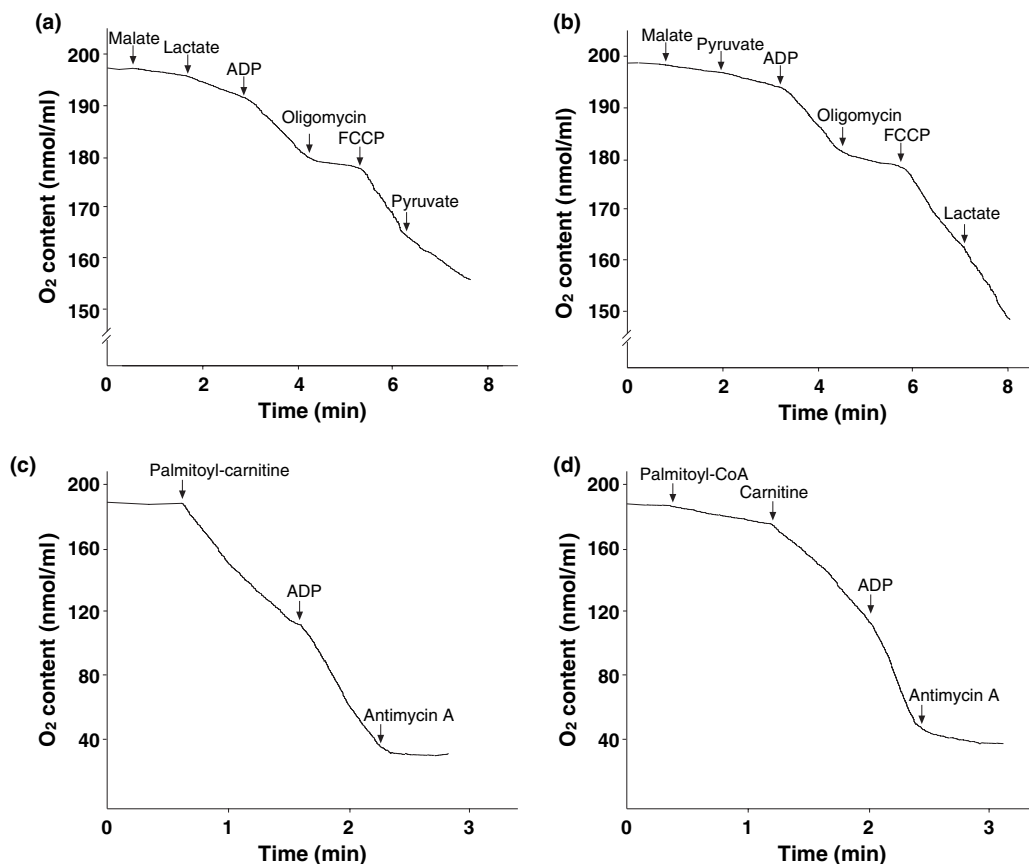 (a)
Malate
Lactate
ADP
Oligomycin
FCCP
Pyruvate
O2 content (nmol/ml)
200
190
180
170
160
150
0 2 4 6 8
Time (min)
(b)
Malate
Pyruvate
ADP
Oligomycin
FCCP
Lactate
O2 content (nmol/ml)
200
190
180
170
160
150
0 2 4 6 8
Time (min)
(c)
Palmitoyl-carnitine
ADP
Antimycin A
O2 content (nmol/ml)
200
160
120
80
40
0 1 2 3
Time (min)
(d)
Palmitoyl-CoA
Carnitine
ADP
Antimycin A
O2 content (nmol/ml)
200
160
120
80
40
0 1 2 3
Time (min)